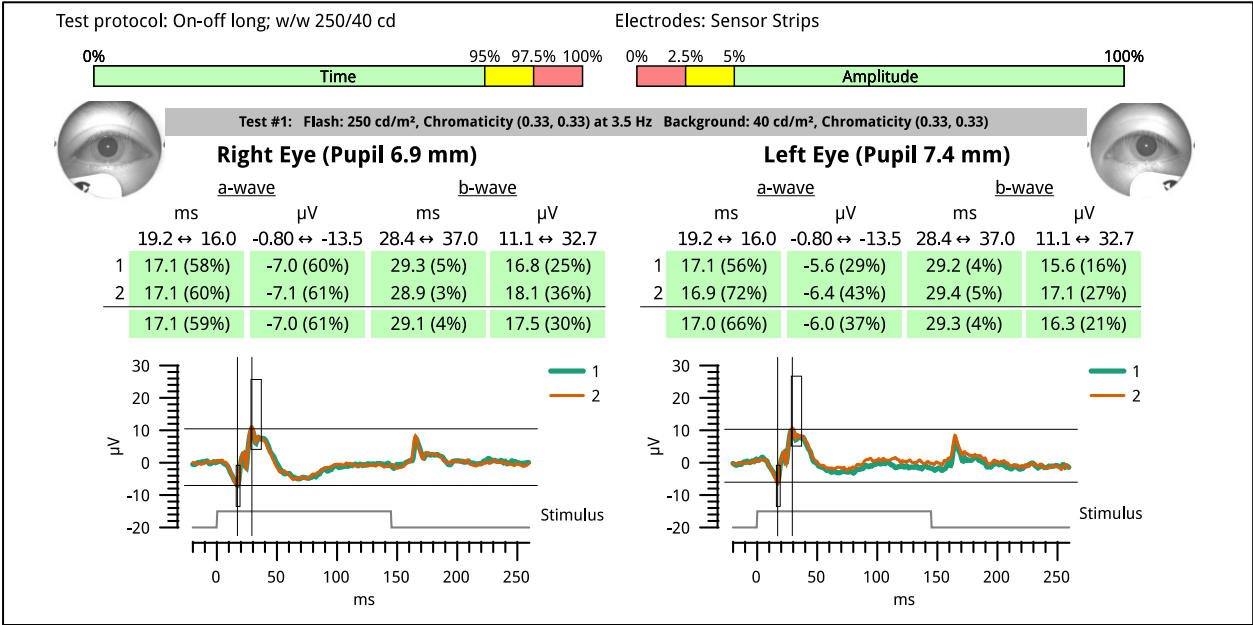 Test protocol: On-off long; w/w 250/40 cd
Electrodes: Sensor Strips
0% 95% 97.5% 100%
Time
0% 2.5% 5% 100%
Amplitude
Test #1: Flash: 250 cd/m², Chromaticity (0.33, 0.33) at 3.5 Hz Background: 40 cd/m², Chromaticity (0.33, 0.33)
Right Eye (Pupil 6.9 mm)
a-wave b-wave
ms µV ms µV
19.2 ↔ 16.0 -0.80 ↔ -13.5 28.4 ↔ 37.0 11.1 ↔ 32.7
1 17.1 (58%) -7.0 (60%) 29.3 (5%) 16.8 (25%)
2 17.1 (60%) -7.1 (61%) 28.9 (3%) 18.1 (36%)
17.1 (59%) -7.0 (61%) 29.1 (4%) 17.5 (30%)
30
20
10
0
-10
-20
µV
1
2
Stimulus
0 50 100 150 200 250
ms
Left Eye (Pupil 7.4 mm)
a-wave b-wave
ms µV ms µV
19.2 ↔ 16.0 -0.80 ↔ -13.5 28.4 ↔ 37.0 11.1 ↔ 32.7
1 17.1 (56%) -5.6 (29%) 29.2 (4%) 15.6 (16%)
2 16.9 (72%) -6.4 (43%) 29.4 (5%) 17.1 (27%)
17.0 (66%) -6.0 (37%) 29.3 (4%) 16.3 (21%)
30
20
10
0
-10
-20
µV
1
2
Stimulus
0 50 100 150 200 250
ms